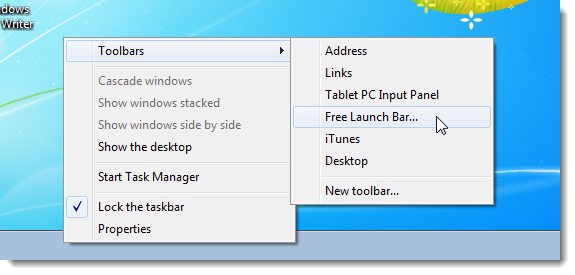 dows
Writer
Toolbars
Cascade windows
Show windows stacked
Show windows side by side
Show the desktop
Start Task Manager
Lock the taskbar
Properties
Address
Links
Tablet PC Input Panel
Free Launch Bar...
iTunes
Desktop
New toolbar...